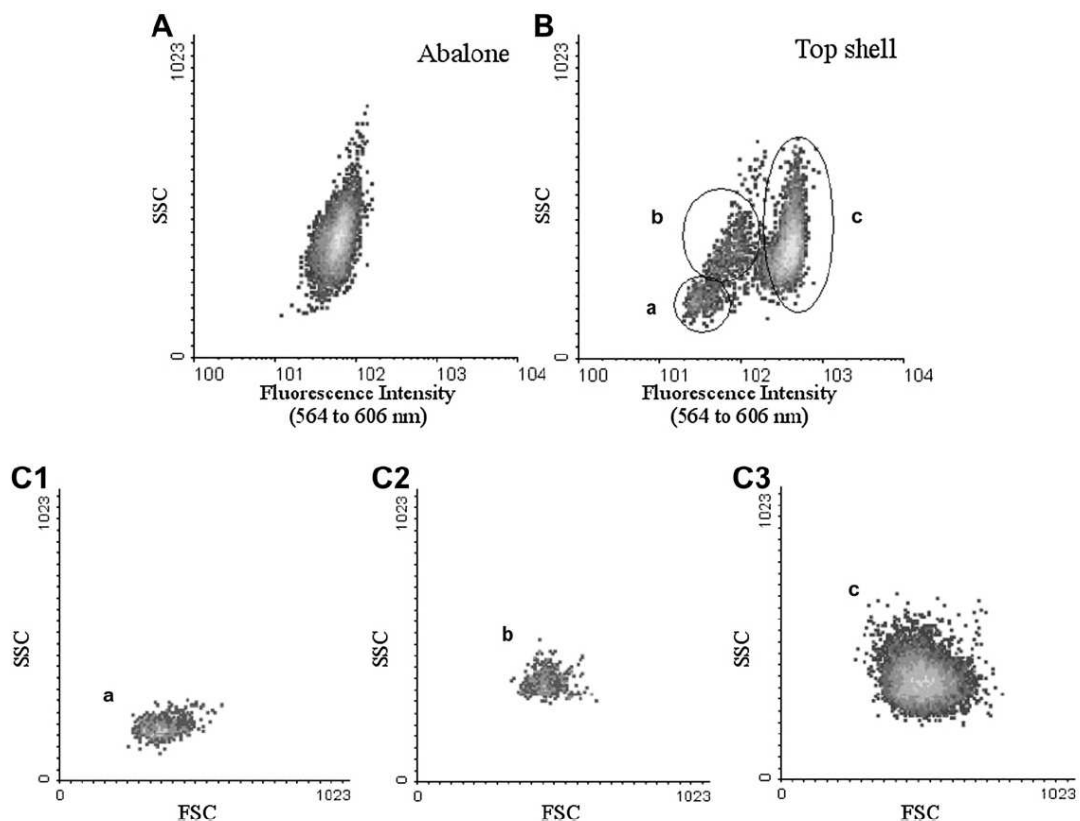 A
Abalone
1023
SSC
0
100 101 102 103 104
Fluorescence Intensity
(564 to 606 nm)
B
Top shell
1023
SSC
0
a
b
c
100 101 102 103 104
Fluorescence Intensity
(564 to 606 nm)
C1
1023
SSC
0
a
0 1023
FSC
C2
1023
SSC
0
b
0 1023
FSC
C3
1023
SSC
0
c
0 1023
FSC